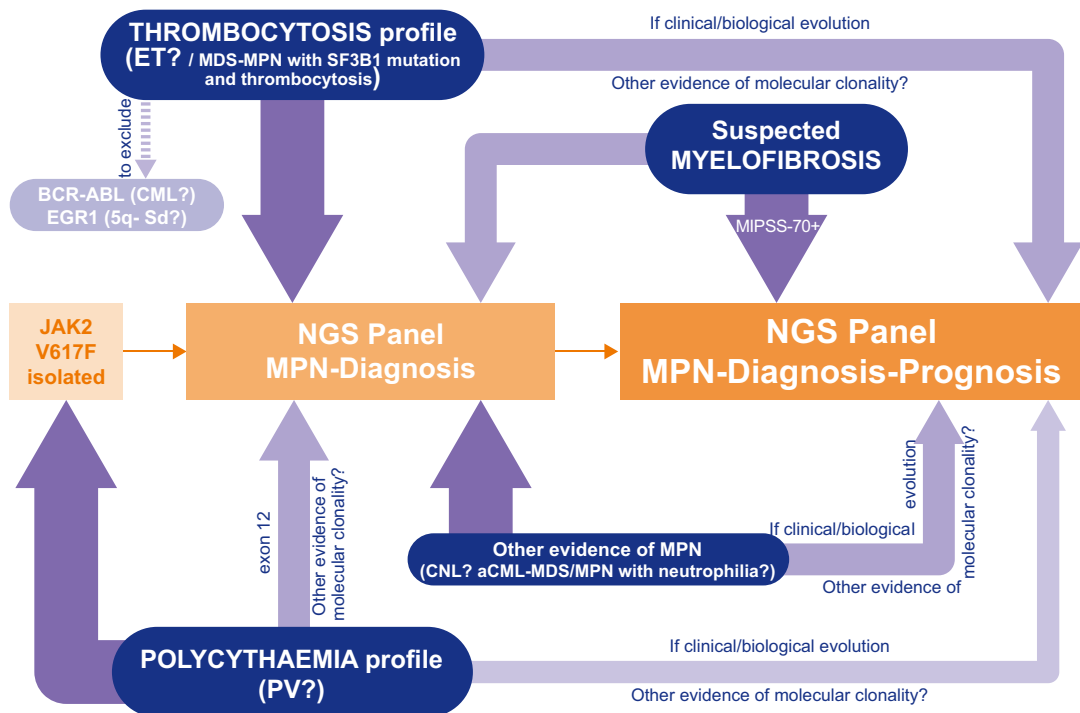 THROMBOCYTOSIS profile
(ET? / MDS-MPN with SF3B1 mutation
and thrombocytosis)
If clinical/biological evolution
Other evidence of molecular clonality?
to exclude
Suspected
MYELOFIBROSIS
BCR-ABL (CML?)
EGR1 (5q- Sd?)
MIPSS-70+
JAK2
V617F
isolated
NGS Panel
MPN-Diagnosis
NGS Panel
MPN-Diagnosis-Prognosis
exon 12
Other evidence of
molecular clonality?
Other evidence of MPN
(CNL? aCML-MDS/MPN with neutrophilia?)
If clinical/biological
evolution
Other evidence of
molecular clonality?
POLYCYTHAEMIA profile
(PV?)
If clinical/biological evolution
Other evidence of molecular clonality?